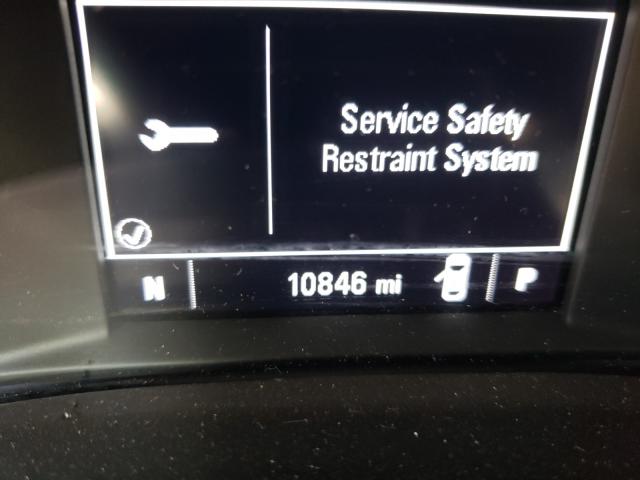 Service Safety
Restraint System
N
10846 mi
P